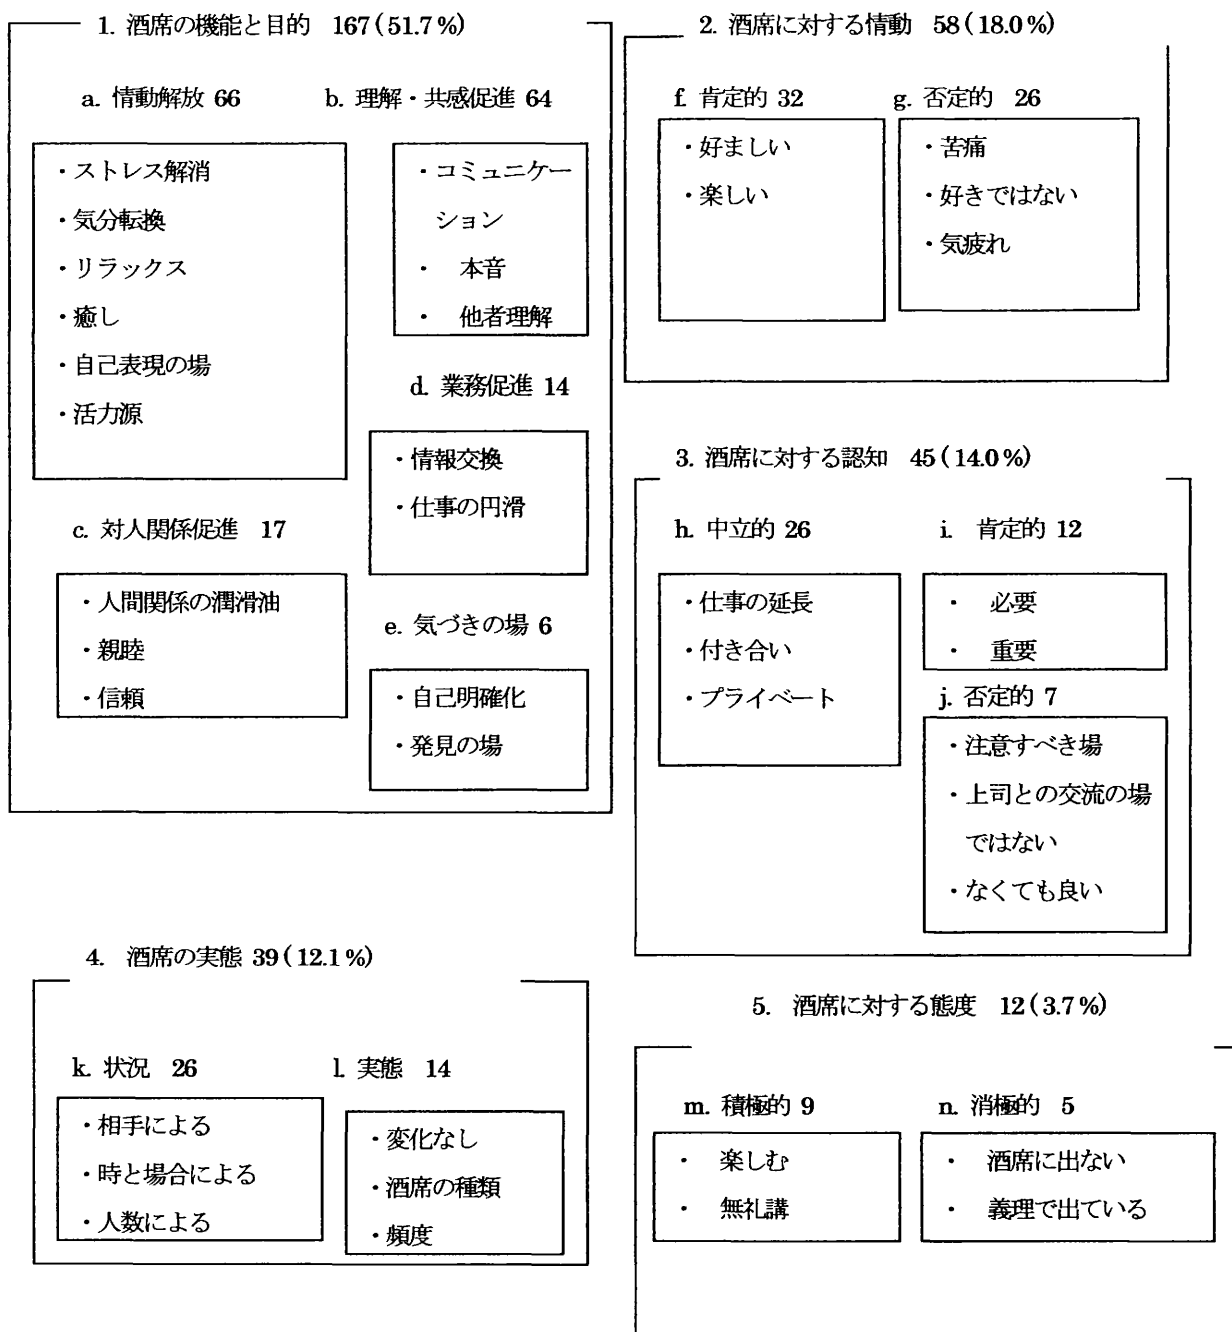 1. 酒席の機能と目的 167(51.7%)
a. 情動解放 66
・ストレス解消
・気分転換
・リラックス
・癒し
・自己表現の場
・活力源
b. 理解・共感促進 64
・コミュニケー
ション
・ 本音
・ 他者理解
c. 対人関係促進 17
・人間関係の潤滑油
・親睦
・信頼
d. 業務促進 14
・情報交換
・仕事の円滑
e. 気づきの場 6
・自己明確化
・発見の場
2. 酒席に対する情動 58(18.0%)
f. 肯定的 32
・好ましい
・楽しい
g. 否定的 26
・苦痛
・好きではない
・気疲れ
3. 酒席に対する認知 45(14.0%)
h. 中立的 26
・仕事の延長
・付き合い
・プライベート
i. 肯定的 12
・ 必要
・ 重要
j. 否定的 7
・注意すべき場
・上司との交流の場
ではない
・なくても良い
4. 酒席の実態 39(12.1%)
k. 状況 26
・相手による
・時と場合による
・人数による
l. 実態 14
・変化なし
・酒席の種類
・頻度
5. 酒席に対する態度 12(3.7%)
m. 積極的 9
・ 楽しむ
・ 無礼講
n. 消極的 5
・ 酒席に出ない
・ 義理で出ている